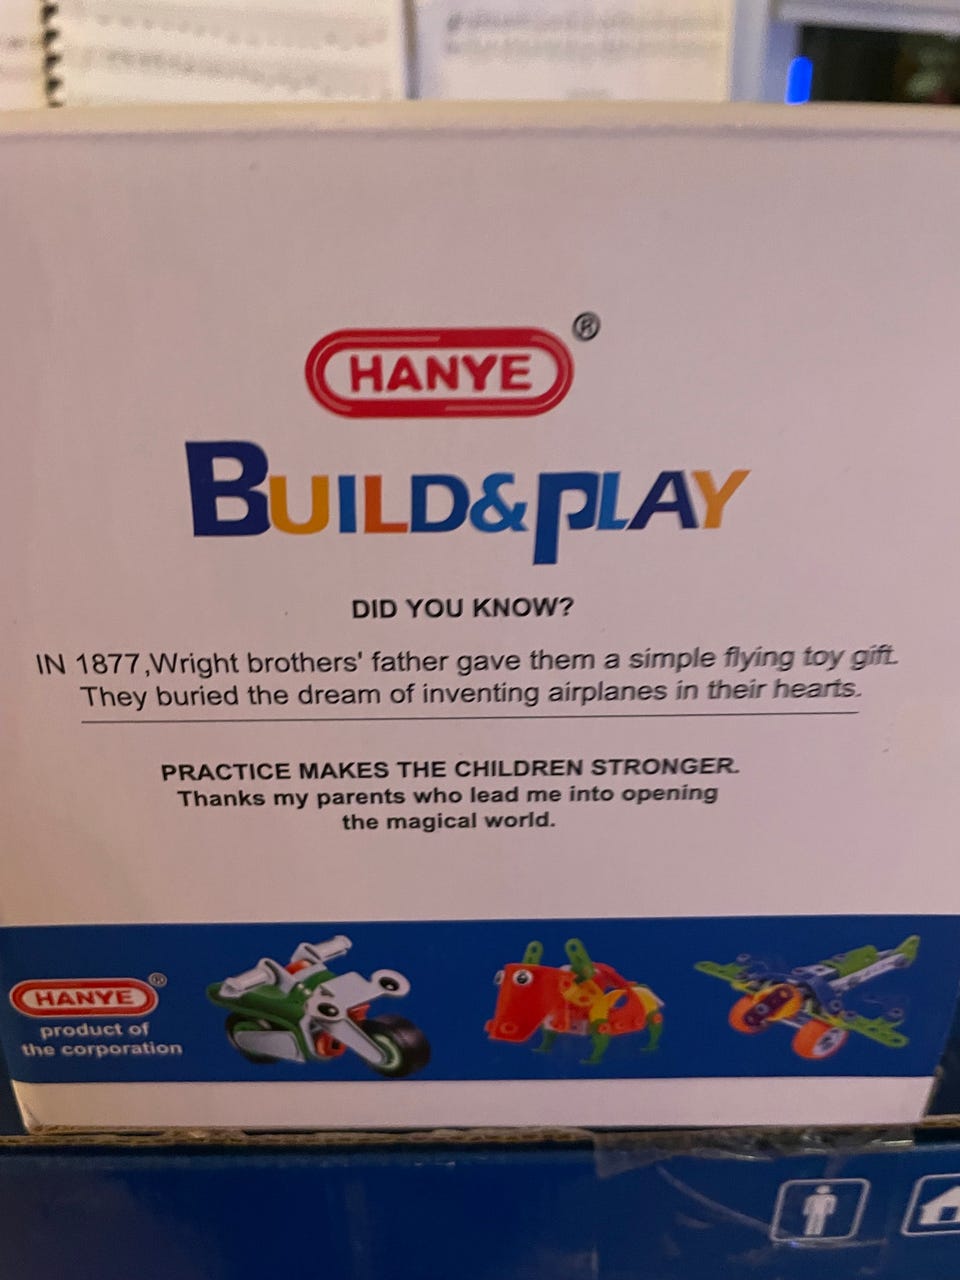 HANYE ®
BUILD&PLAY
DID YOU KNOW?
IN 1877,Wright brothers' father gave them a simple flying toy gift.
They buried the dream of inventing airplanes in their hearts.
PRACTICE MAKES THE CHILDREN STRONGER.
Thanks my parents who lead me into opening
the magical world.
HANYE ®
product of
the corporation